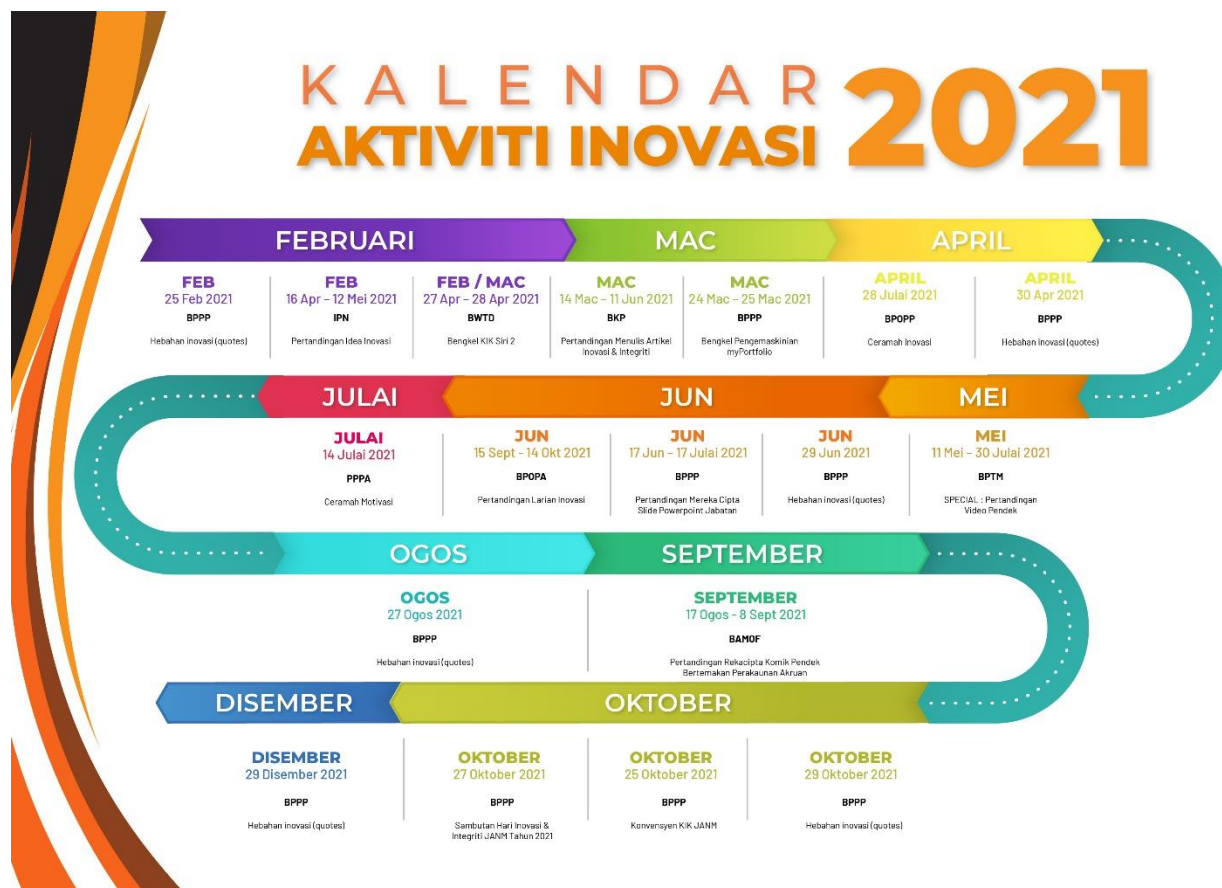 KALENDAR
AKTIVITI INOVASI
2021
FEBRUARI
MAC
APRIL
FEB
25 Feb 2021
BPPP
Hebahan inovasi (quotes)
FEB
16 Apr – 12 Mei 2021
IPN
Pertandingan Idea Inovasi
FEB / MAC
27 Apr – 28 Apr 2021
BWTD
Bengkel KIK Siri 2
MAC
14 Mac – 11 Jun 2021
BKP
Pertandingan Menulis Artikel
Inovasi & Integriti
MAC
24 Mac – 25 Mac 2021
BPPP
Bengkel Pengemaskinian
myPortfolio
APRIL
28 Julai 2021
BPOPP
Ceramah Inovasi
APRIL
30 Apr 2021
BPPP
Hebahan inovasi (quotes)
JULAI
JUN
MEI
JULAI
14 Julai 2021
PPPA
Ceramah Motivasi
JUN
15 Sept - 14 Okt 2021
BPOPA
Pertandingan Larian Inovasi
JUN
17 Jun – 17 Julai 2021
BPPP
Pertandingan Mereka Cipta
Slide Powerpoint Jabatan
JUN
29 Jun 2021
BPPP
Hebahan inovasi (quotes)
MEI
11 Mei – 30 Julai 2021
BPTM
SPECIAL : Pertandingan
Video Pendek
OGOS
SEPTEMBER
OGOS
27 Ogos 2021
BPPP
Hebahan inovasi (quotes)
SEPTEMBER
17 Ogos - 8 Sept 2021
BAMOF
Pertandingan Rekacipta Komik Pendek
Bertemakan Perakaunan Akruan
DISEMBER
OKTOBER
DISEMBER
29 Disember 2021
BPPP
Hebahan inovasi (quotes)
OKTOBER
27 Oktober 2021
BPPP
Sambutan Hari Inovasi &
Integriti JANM Tahun 2021
OKTOBER
25 Oktober 2021
BPPP
Konvensyen KIK JANM
OKTOBER
29 Oktober 2021
BPPP
Hebahan inovasi (quotes)